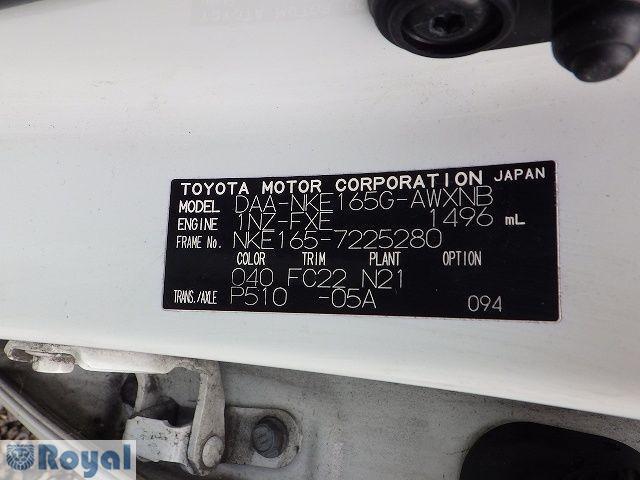 TOYOTA MOTOR CORPORATION JAPAN
MODEL DAA-NKE165G-AWXNB
ENGINE 1NZ-FXE 1496 mL
FRAME No. NKE165-7225280
COLOR TRIM PLANT OPTION
040 FC22 N21
TRANS./AXLE P510 -05A 094
Royal